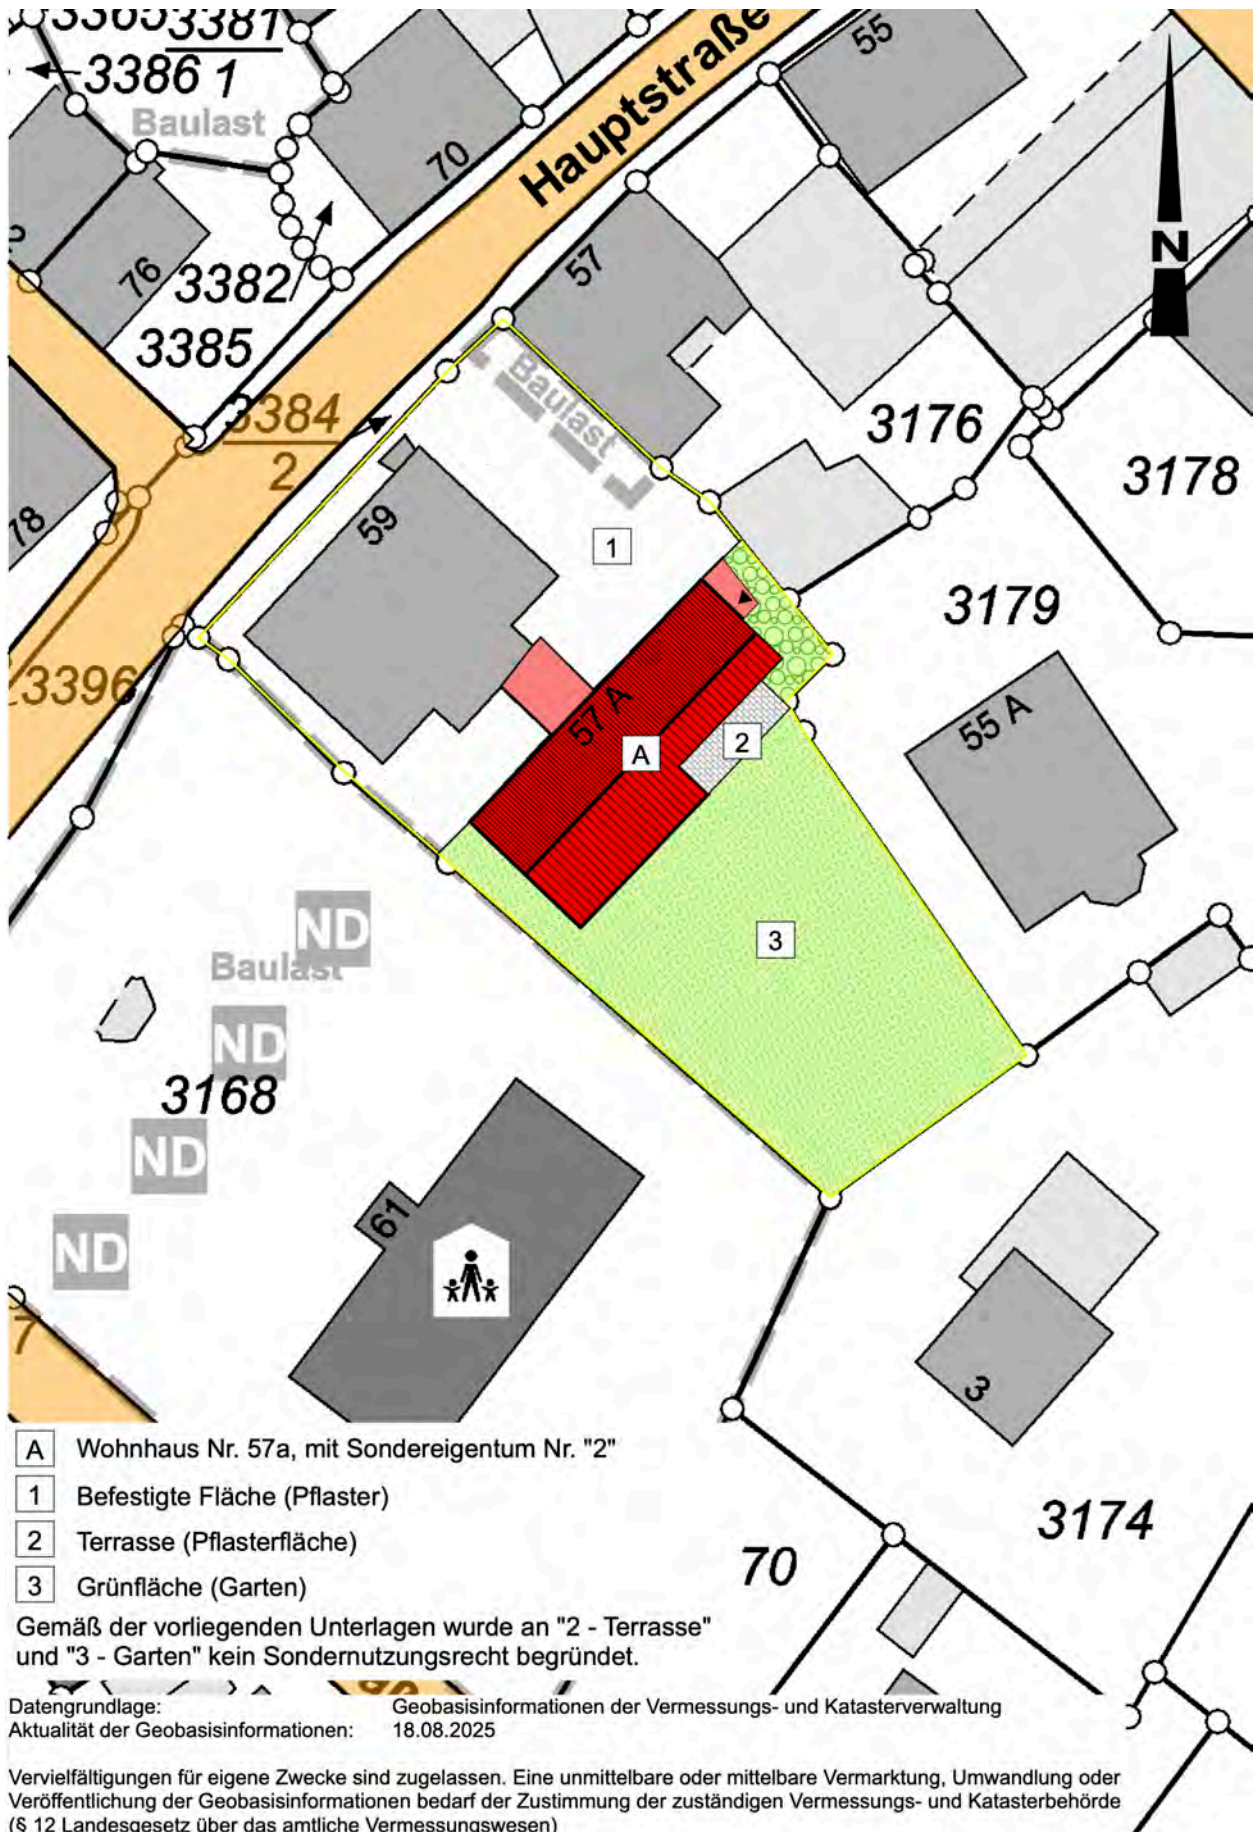 3365
3381
3386
1
Baulast
70
Hauptstraße
55
N
76
3382
3385
57
Baulast
3384
2
3176
3178
78
59
1
3179
3396
57 A
A
2
55 A
3
ND
Baulast
ND
3168
ND
61
ND
7
3
A Wohnhaus Nr. 57a, mit Sondereigentum Nr. "2"
1 Befestigte Fläche (Pflaster)
2 Terrasse (Pflasterfläche)
3 Grünfläche (Garten)
3174
70
Gemäß der vorliegenden Unterlagen wurde an "2 - Terrasse"
und "3 - Garten" kein Sondernutzungsrecht begründet.
Datengrundlage: Geobasisinformationen der Vermessungs- und Katasterverwaltung
Aktualität der Geobasisinformationen: 18.08.2025
Vervielfältigungen für eigene Zwecke sind zugelassen. Eine unmittelbare oder mittelbare Vermarktung, Umwandlung oder
Veröffentlichung der Geobasisinformationen bedarf der Zustimmung der zuständigen Vermessungs- und Katasterbehörde
(§ 12 Landesgesetz über das amtliche Vermessungswesen)